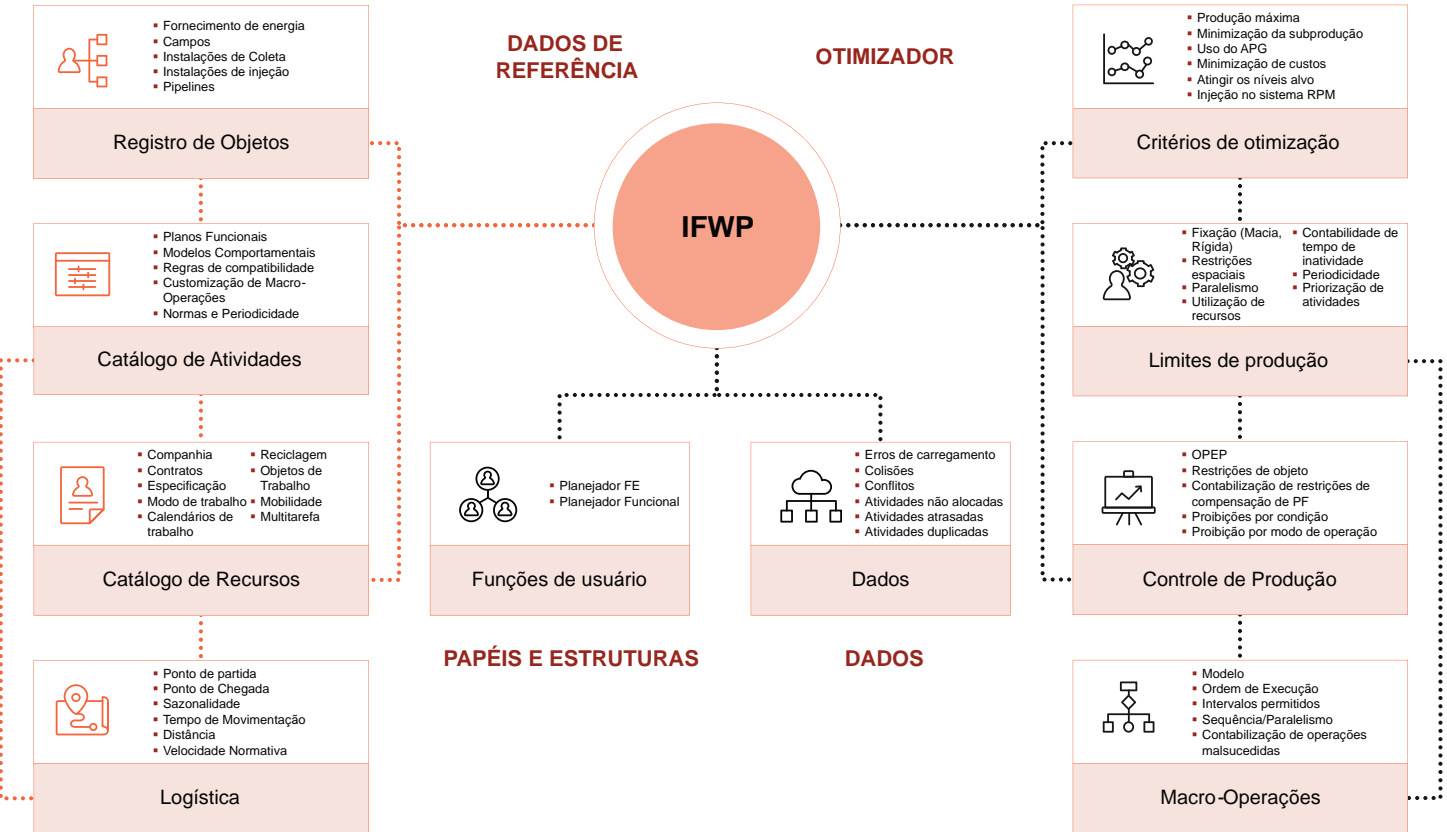 DADOS DE
REFERÊNCIA
OTIMIZADOR
IFWP
Fornecimento de energia
Campos
Instalações de Coleta
Instalações de injeção
Pipelines
Registro de Objetos
Planos Funcionais
Modelos Comportamentais
Regras de compatibilidade
Customização de Macro-
Operações
Normas e Periodicidade
Catálogo de Atividades
Companhia
Contratos
Especificação
Modo de trabalho
Calendários de
trabalho
Reciclagem
Objetos de
Trabalho
Mobilidade
Multitarefa
Catálogo de Recursos
Ponto de partida
Ponto de Chegada
Sazonalidade
Tempo de Movimentação
Distância
Velocidade Normativa
Logística
Planejador FE
Planejador Funcional
Funções de usuário
PAPÉIS E ESTRUTURAS
Erros de carregamento
Colisões
Conflitos
Atividades não alocadas
Atividades atrasadas
Atividades duplicadas
Dados
DADOS
Produção máxima
Minimização da subprodução
Uso do APG
Minimização de custos
Atingir os níveis alvo
Injeção no sistema RPM
Critérios de otimização
Fixação (Macia,
Rígida)
Restrições
espaciais
Paralelismo
Utilização de
recursos
Contabilidade de
tempo de
inatividade
Periodicidade
Priorização de
atividades
Limites de produção
OPEP
Restrições de objeto
Contabilização de restrições de
compensação de PF
Proibições por condição
Proibição por modo de operação
Controle de Produção
Modelo
Ordem de Execução
Intervalos permitidos
Sequência/Paralelismo
Contabilização de operações
malsucedidas
Macro-Operações